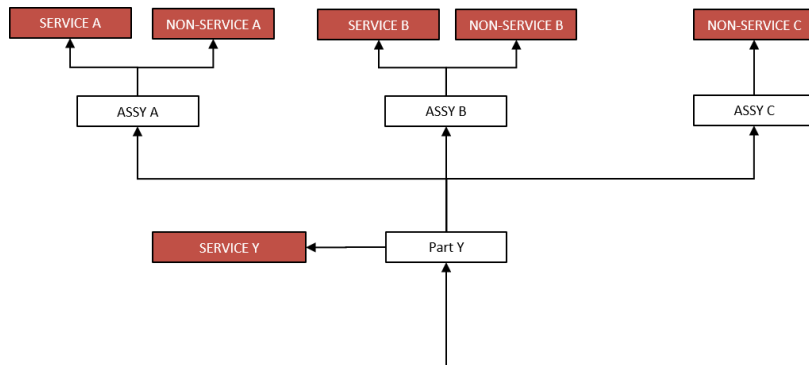 SERVICE A
NON-SERVICE A
SERVICE B
NON-SERVICE B
NON-SERVICE C
ASSY A
ASSY B
ASSY C
SERVICE Y
Part Y